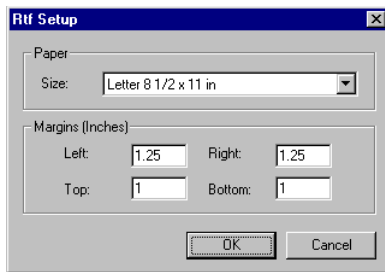 Rtf Setup
Paper
Size: Letter 8 1/2 x 11 in
Margins (Inches)
Left: 1.25 Right: 1.25
Top: 1 Bottom: 1
OK Cancel